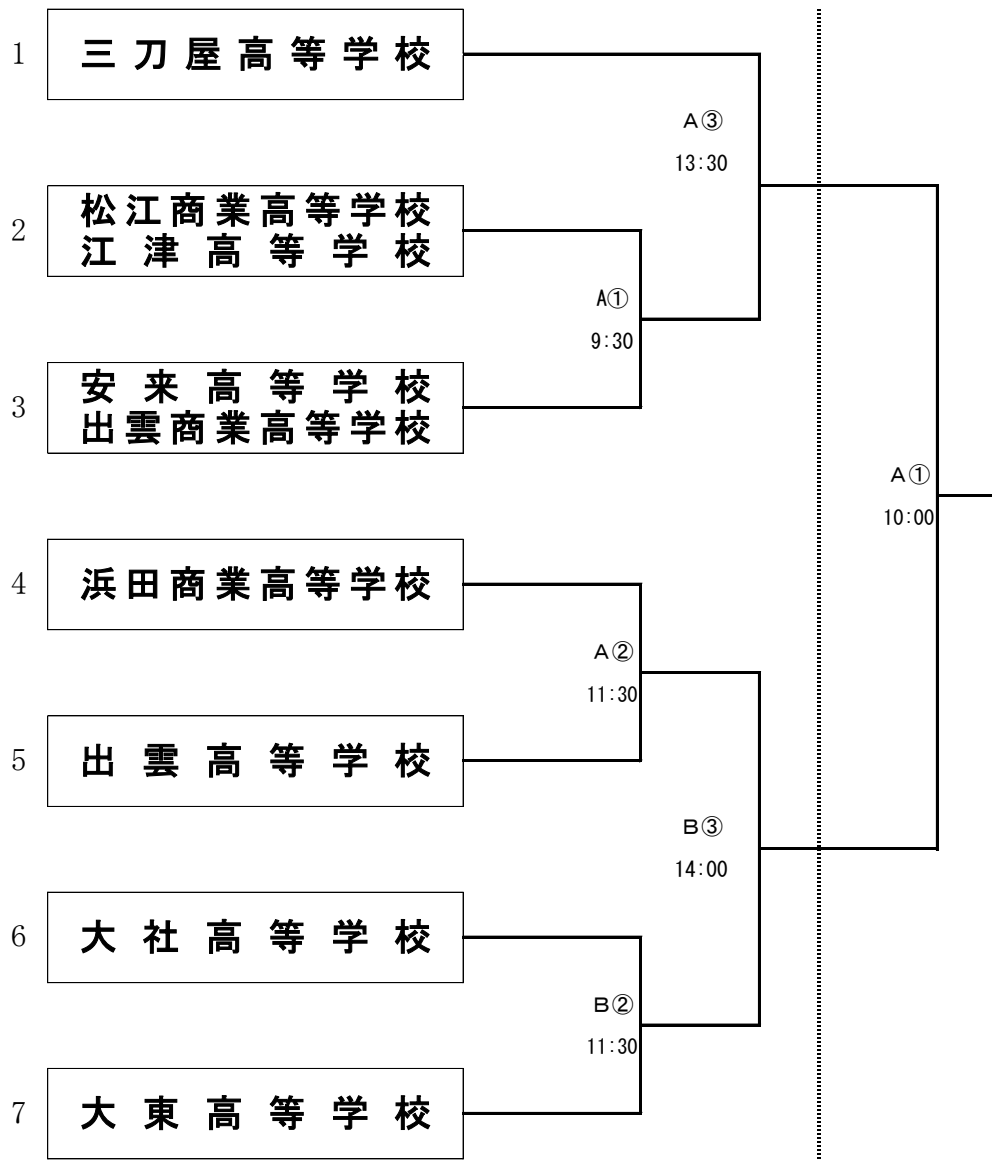 1
三刀屋高等学校
A③
13:30
2
松江商業高等学校
江津高等学校
A①
9:30
3
安来高等学校
出雲商業高等学校
A①
10:00
4
浜田商業高等学校
A②
11:30
5
出雲高等学校
B③
14:00
6
大社高等学校
B②
11:30
7
大東高等学校